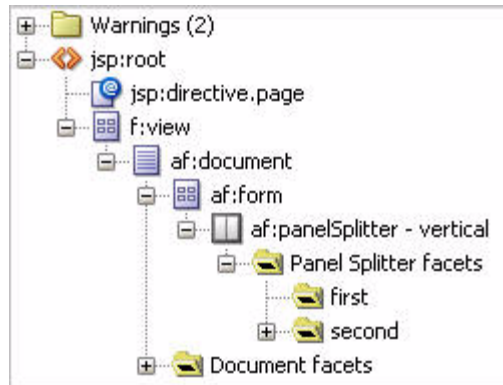 Warnings (2)
jsp:root
jsp:directive.page
f:view
af:document
af:form
af:panelSplitter - vertical
Panel Splitter facets
first
second
Document facets